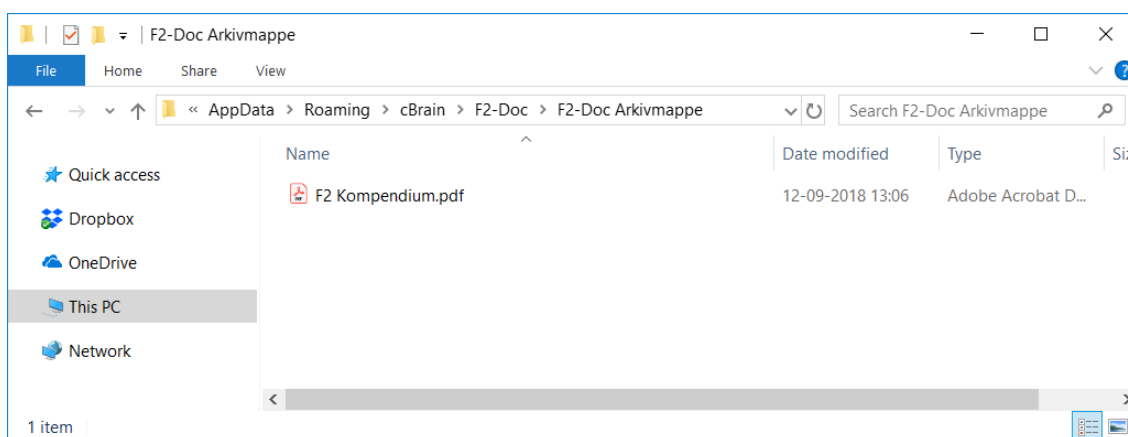 F2-Doc Arkivmappe
File Home Share View ?
« AppData > Roaming > cBrain > F2-Doc > F2-Doc Arkivmappe Search F2-Doc Arkivmappe
Name Date modified Type Siz
Quick access
F2 Kompendium.pdf 12-09-2018 13:06 Adobe Acrobat D...
Dropbox
OneDrive
This PC
Network
1 item